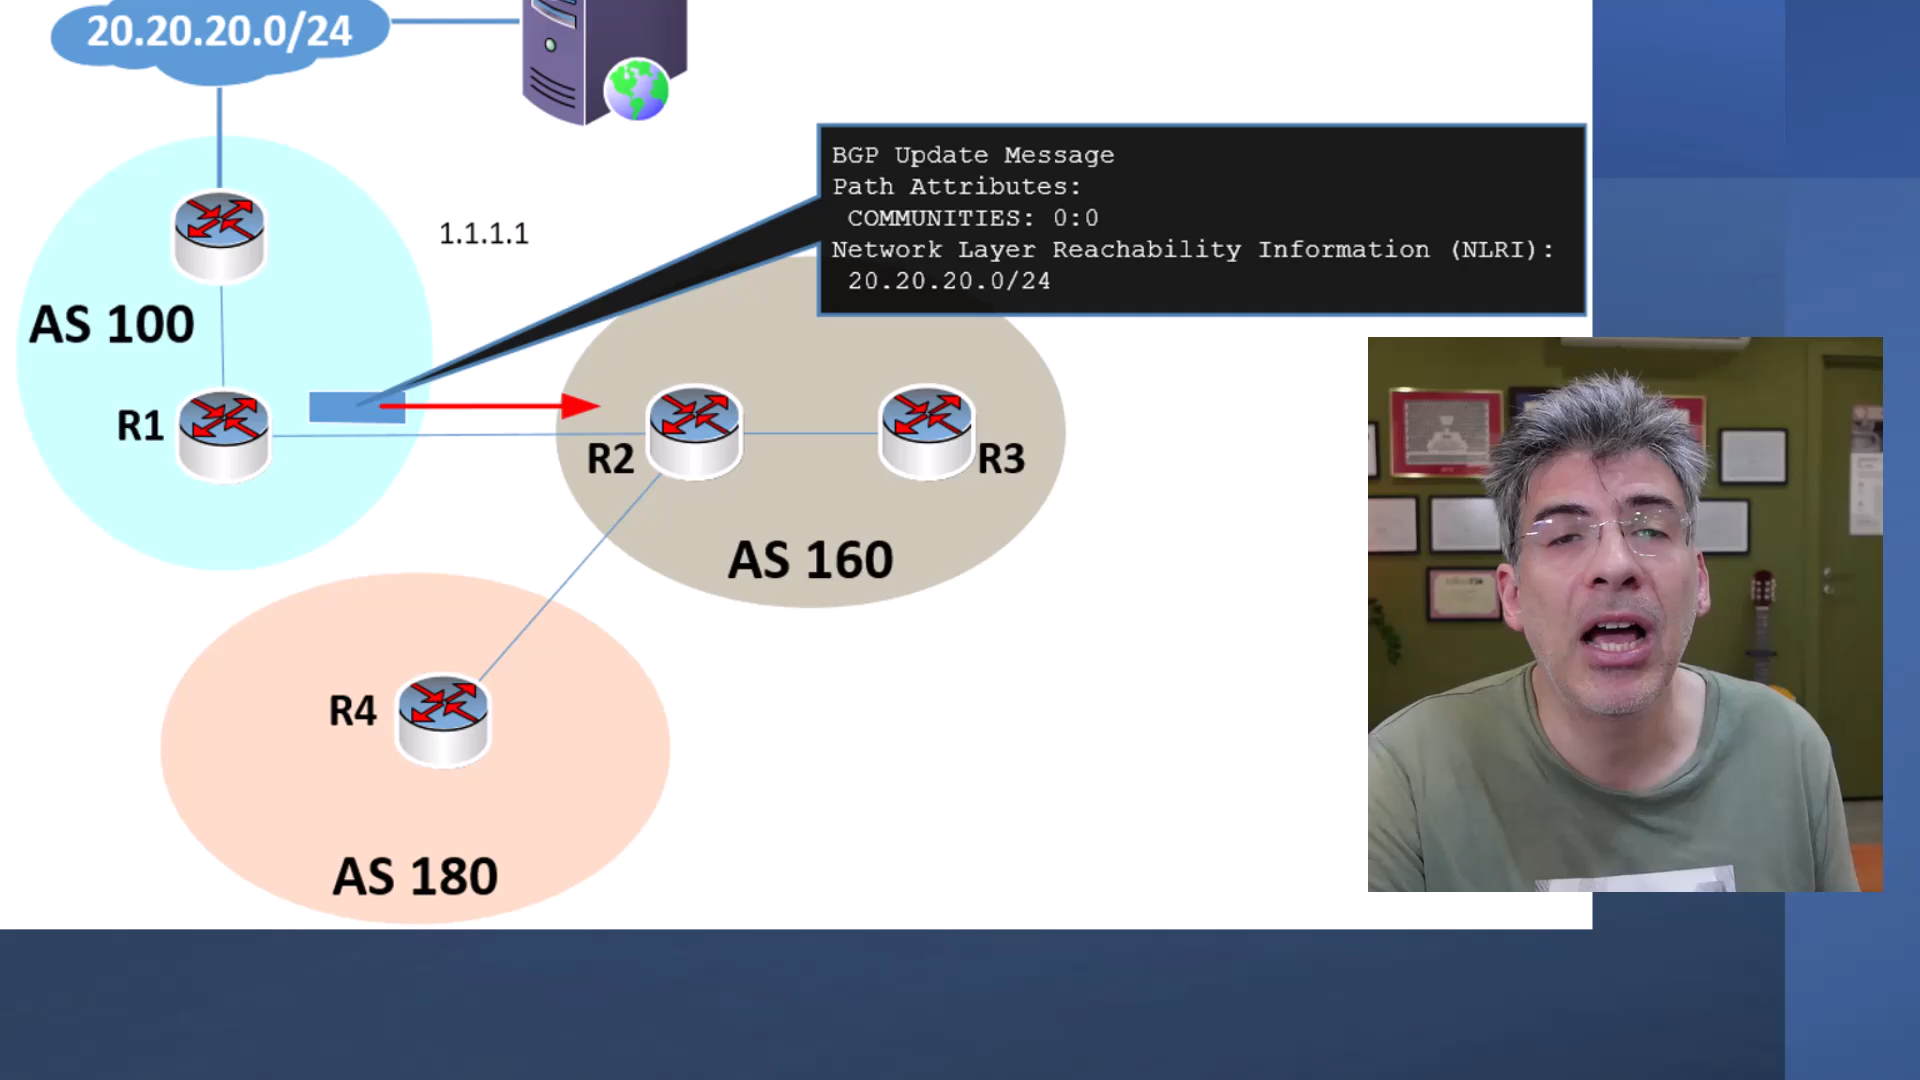 20.20.20.0/24
BGP Update Message
Path Attributes:
COMMUNITIES: 0:0
Network Layer Reachability Information (NLRI):
20.20.20.0/24
1.1.1.1
AS 100
R1
R2
R3
AS 160
R4
AS 180